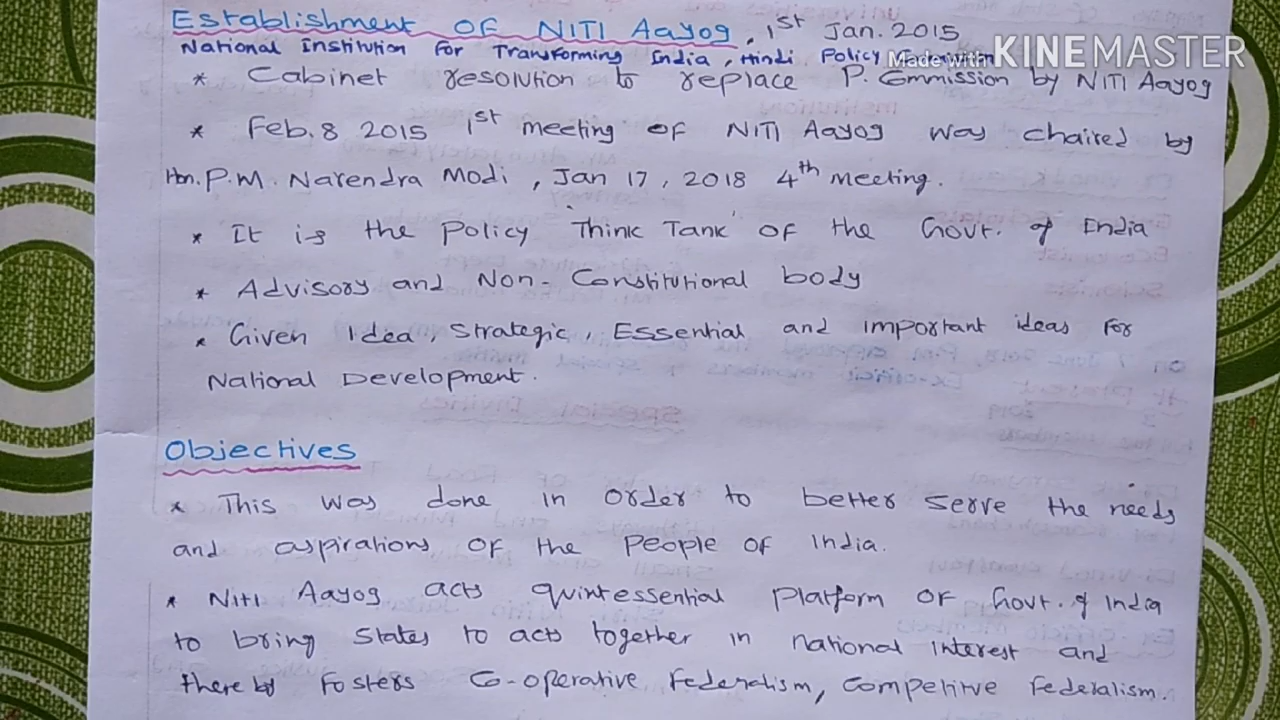 Establishment OF NITI Aayog, 1st Jan. 2015
National Institution For Transforming India, Hindi Policy
Made with KINEMASTER
* Cabinet resolution to replace P. Commission by NITI Aayog
* Feb. 8 2015 1st meeting of NITI Aayog was chaired by
Hon. P.M. Narendra Modi, Jan 17, 2018 4th meeting.
* It is the Policy 'Think Tank' OF the Govt. of India
* Advisory and Non-Constitutional body
* Given Idea, Strategic, Essential and important ideas For
National Development.
Objectives
* This was done in order to better serve the needs
and aspirations OF the People OF India.
* NITI Aayog acts quintessential Platform OF Govt. of India
to bring States to acts together in national interest and
thereby Fosters Co-operative Federalism, Competitve Federalism.